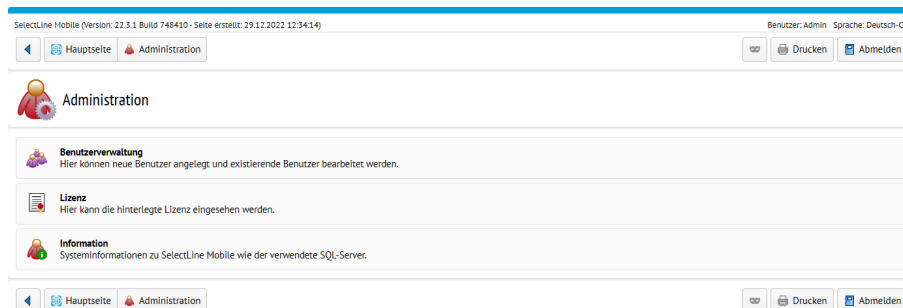 SelectLine Mobile (Version: 22.3.1 Build 748410 - Seite erstellt: 29.12.2022 12:34:14) Benutzer: Admin Sprache: Deutsch-C
Hauptseite Administration Drucken Abmelden
Administration
Benutzerverwaltung
Hier können neue Benutzer angelegt und existierende Benutzer bearbeitet werden.
Lizenz
Hier kann die hinterlegte Lizenz eingesehen werden.
Information
Systeminformationen zu SelectLine Mobile wie der verwendete SQL-Server.
Hauptseite Administration Drucken Abmelden